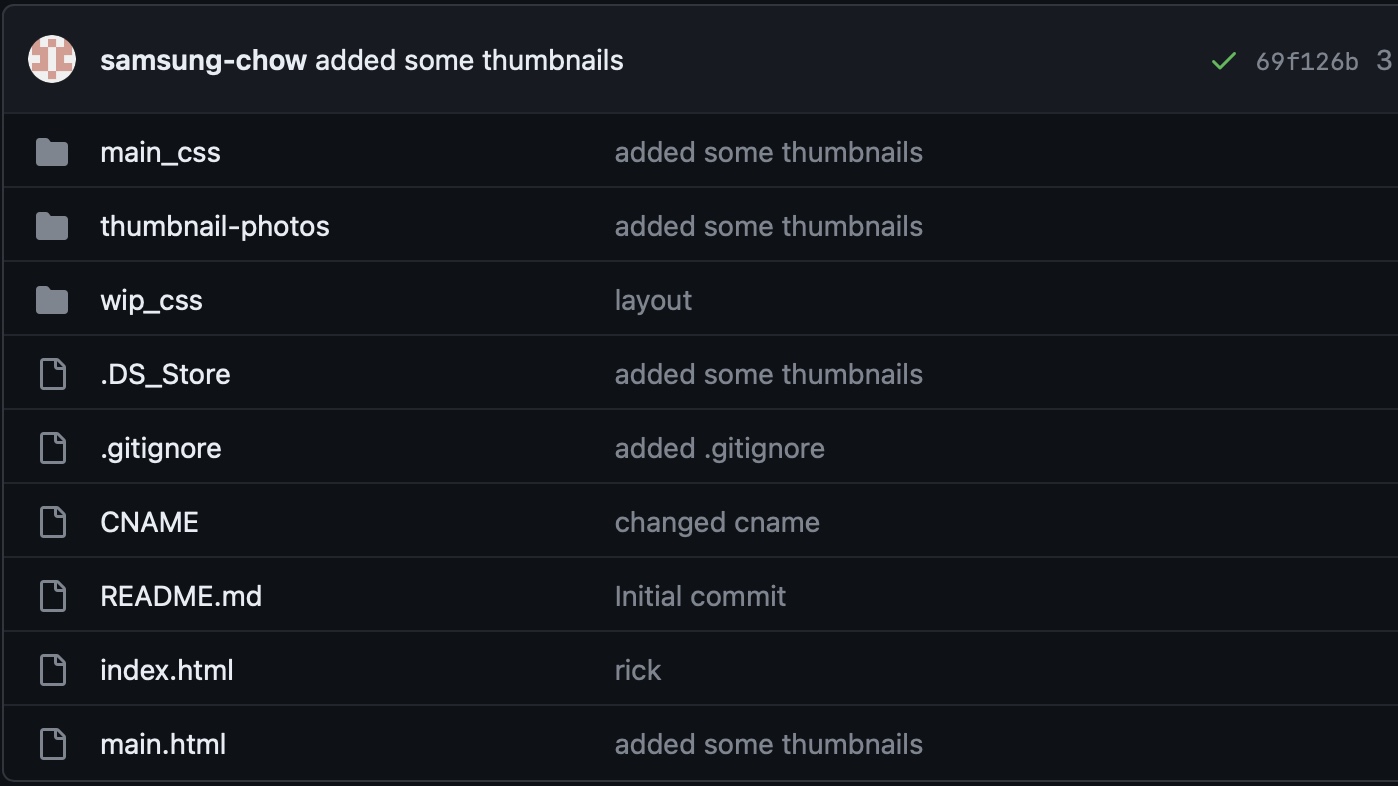 samsung-chow added some thumbnails 69f126b 3
main_css added some thumbnails
thumbnail-photos added some thumbnails
wip_css layout
.DS_Store added some thumbnails
.gitignore added .gitignore
CNAME changed cname
README.md Initial commit
index.html rick
main.html added some thumbnails